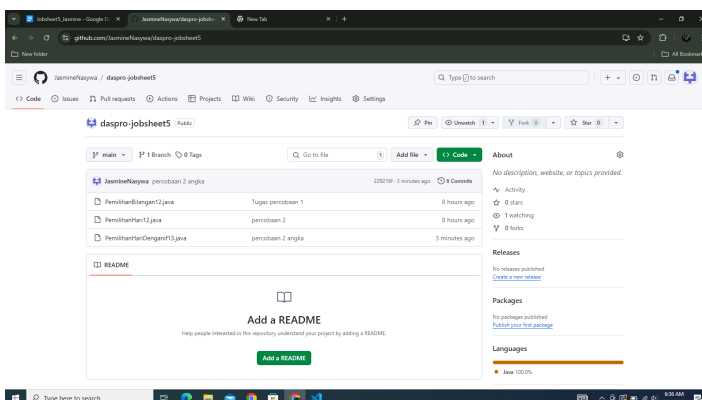 Jobsheet5_Jasmine - Google D
JasmineNasywa/daspro-jobshe
New Tab
github.com/JasmineNasywa/daspro-jobsheet5
New folder
All Bookmar
JasmineNasywa / daspro-jobsheet5
Type / to search
Code Issues Pull requests Actions Projects Wiki Security Insights Settings
daspro-jobsheet5 Public
Pin Unwatch 1 Fork 0 Star 0
main 1 Branch 0 Tags
Go to file t Add file Code
JasmineNasywa percobaan 2 angka
· 3 minutes ago 6 Commits
PemilihanBilangan12.java Tugas percobaan 1 8 hours ago
PemilihanHari12.java percobaan 2 8 hours ago
PemilihanHariDenganif13.java percobaan 2 angka 3 minutes ago
README
Add a README
Help people interested in this repository understand your project by adding a README.
Add a README
About
No description, website, or topics provided.
Activity
0 stars
1 watching
0 forks
Releases
No releases published
Create a new release
Packages
No packages published
Publish your first package
Languages
Java 100.0%
Type here to search
8:36 AM